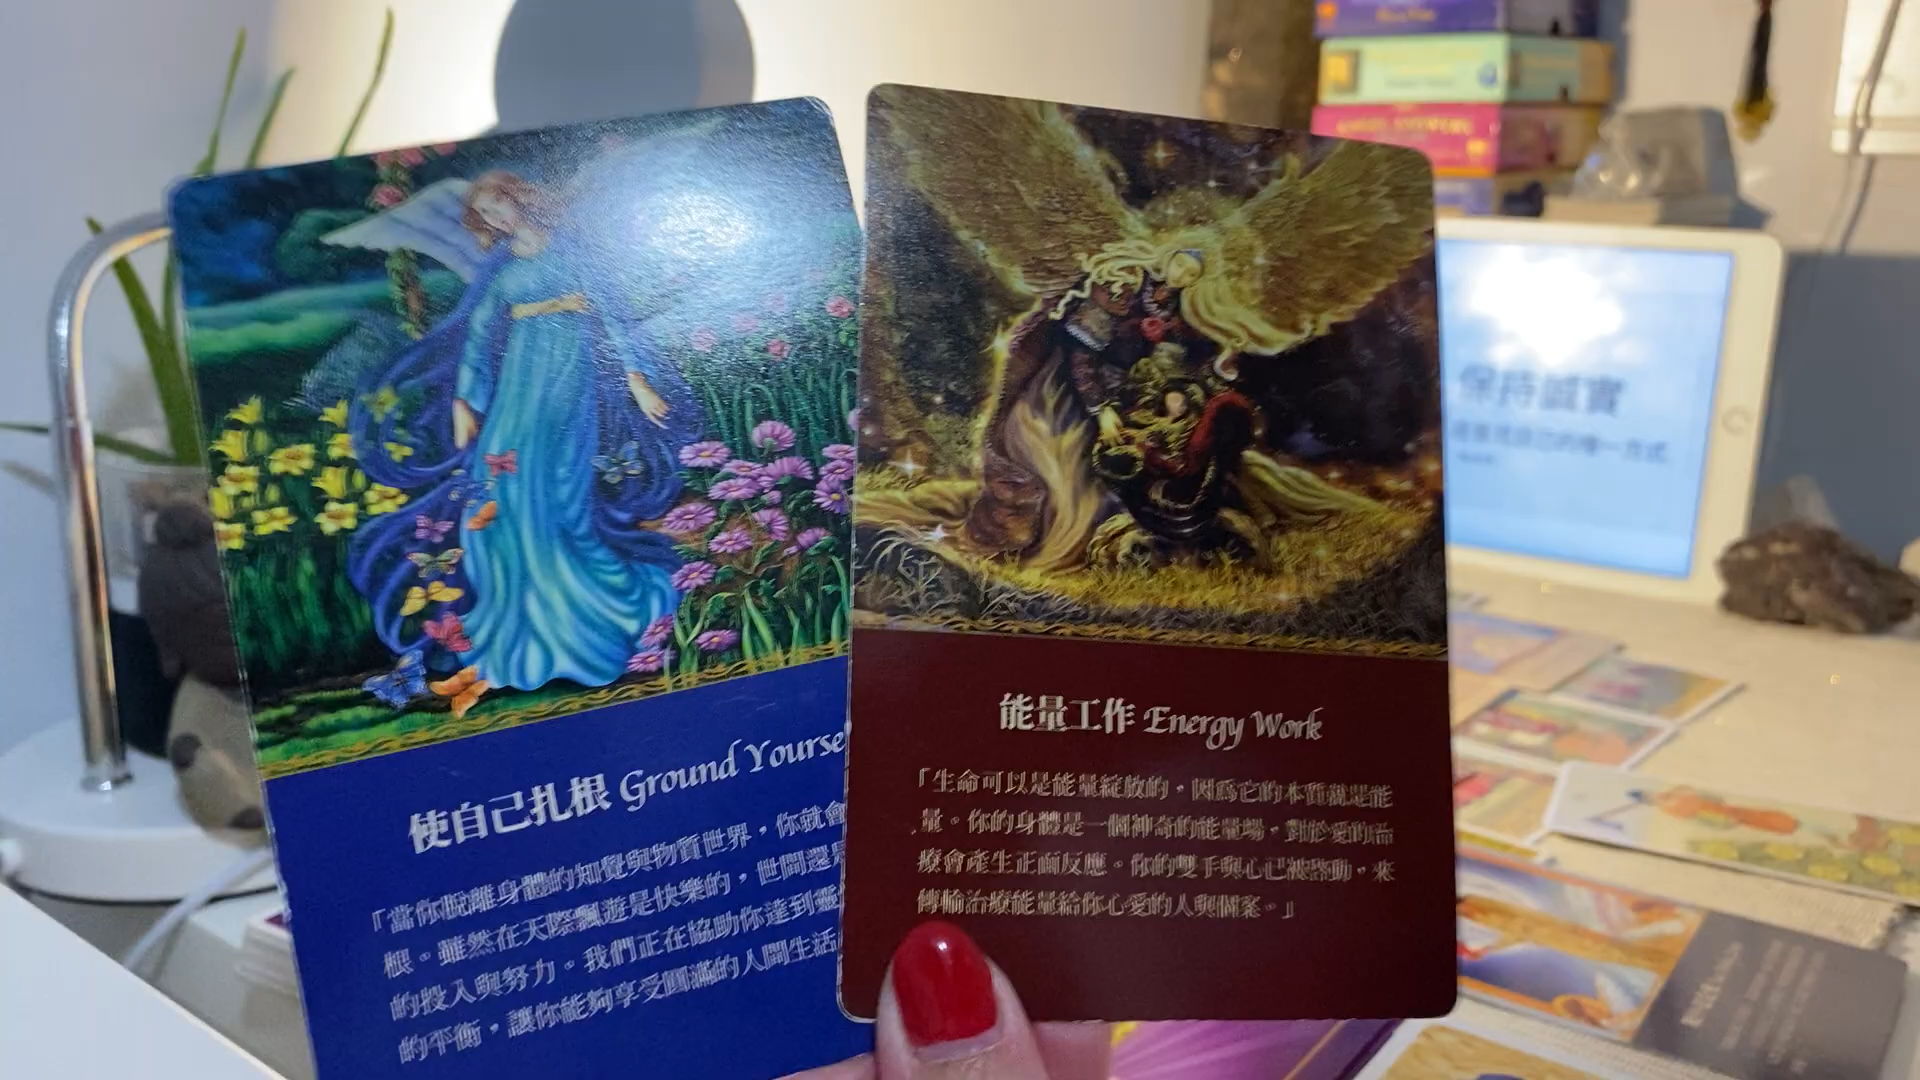 使自己扎根 Ground Yoursel
「當你脫離身體的知覺與物質世界，你就會
根。雖然在天際飄遊是快樂的，世間還是
的投入與努力。我們正在協助你達到靈
的平衡，讓你能夠享受圓滿的人間生活
能量工作 Energy Work
「生命可以是能量綻放的，因為它的本質就是能
量。你的身體是一個神奇的能量場，對於愛的治
療會產生正面反應。你的雙手與心已被啓動，來
傳輸治療能量給你心愛的人與個案。」
保持誠實